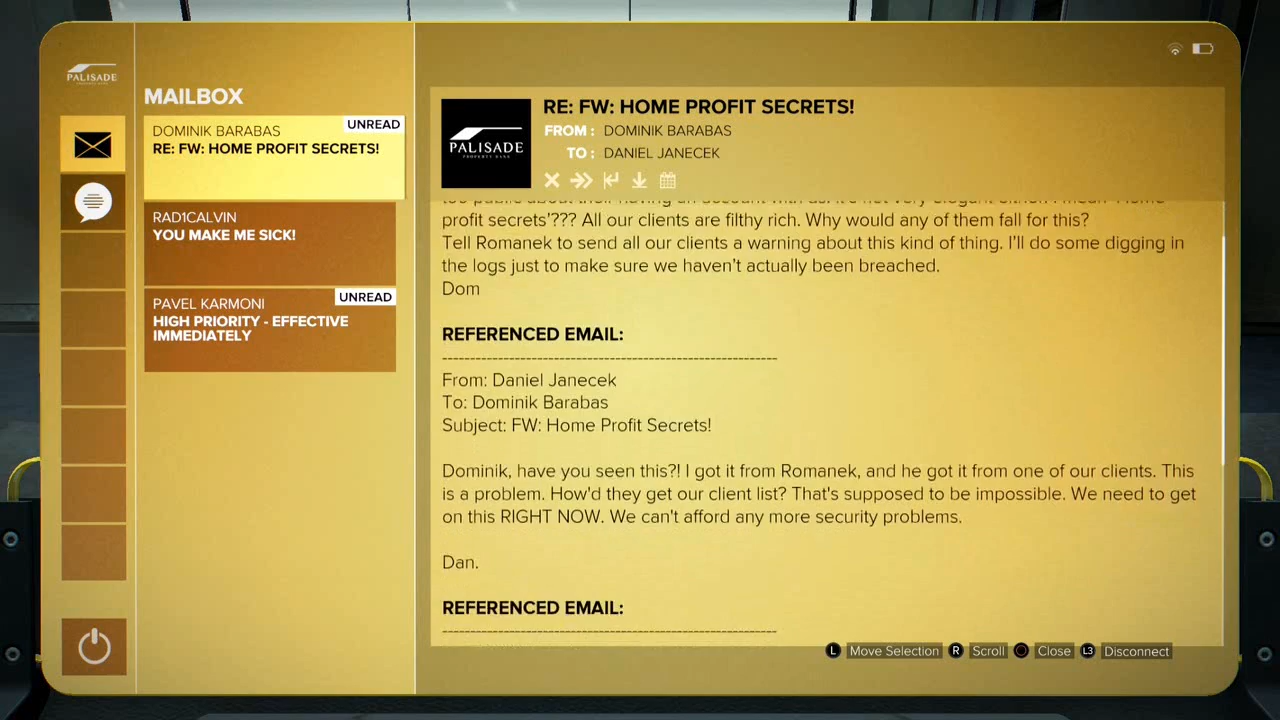 PALISADE
MAILBOX
DOMINIK BARABAS
UNREAD
RE: FW: HOME PROFIT SECRETS!
RAD1CALVIN
YOU MAKE ME SICK!
PAVEL KARMONI
UNREAD
HIGH PRIORITY - EFFECTIVE
IMMEDIATELY
PALISADE
PROPERTY BANK
RE: FW: HOME PROFIT SECRETS!
FROM : DOMINIK BARABAS
TO : DANIEL JANECEK
profit secrets'??? All our clients are filthy rich. Why would any of them fall for this?
Tell Romanek to send all our clients a warning about this kind of thing. I'll do some digging in
the logs just to make sure we haven't actually been breached.
Dom
REFERENCED EMAIL:
------------------------------------------------------------
From: Daniel Janecek
To: Dominik Barabas
Subject: FW: Home Profit Secrets!
Dominik, have you seen this?! I got it from Romanek, and he got it from one of our clients. This
is a problem. How'd they get our client list? That's supposed to be impossible. We need to get
on this RIGHT NOW. We can't afford any more security problems.
Dan.
REFERENCED EMAIL:
------------------------------------------------------------
L Move Selection R Scroll Close L3 Disconnect